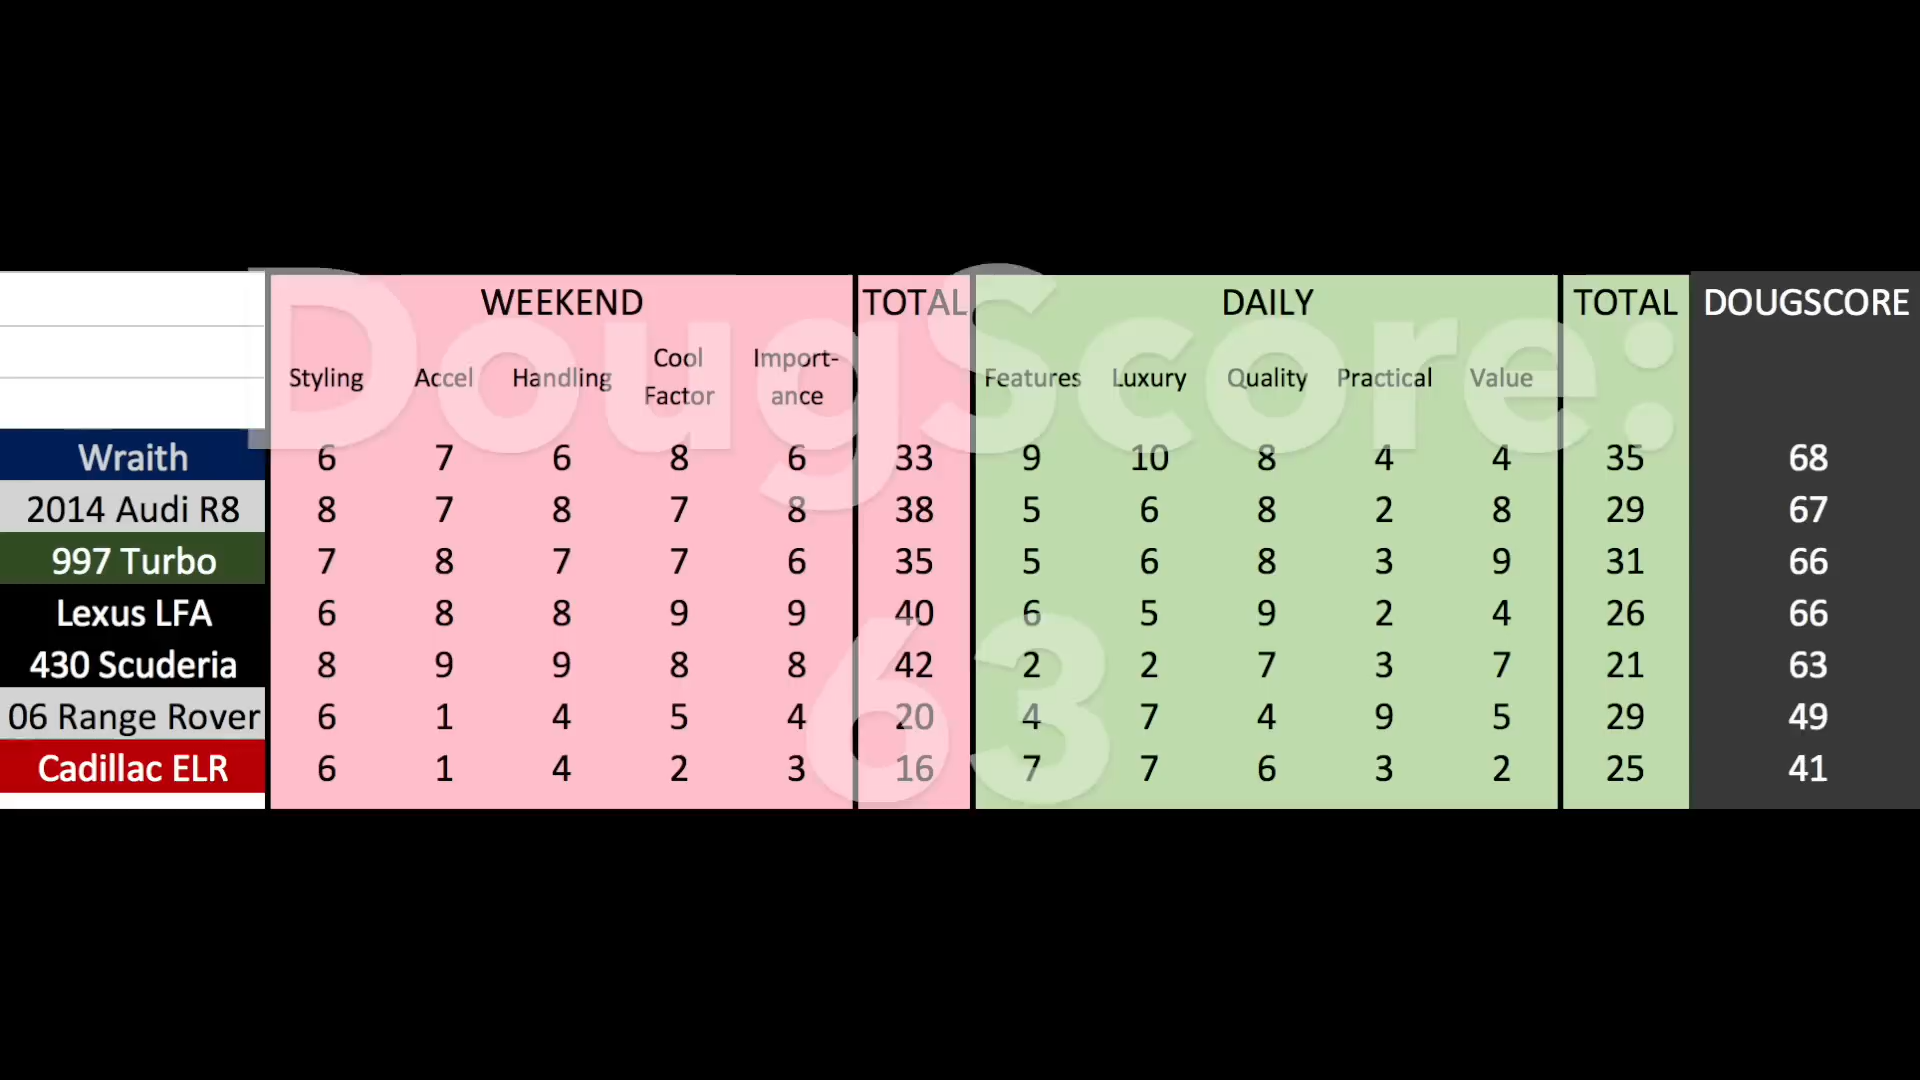 DougScore:
63
WEEKEND TOTAL DAILY TOTAL DOUGSCORE
Styling Accel Handling Cool Factor Import-ance Features Luxury Quality Practical Value
Wraith 6 7 6 8 6 33 9 10 8 4 4 35 68
2014 Audi R8 8 7 8 7 8 38 5 6 8 2 8 29 67
997 Turbo 7 8 7 7 6 35 5 6 8 3 9 31 66
Lexus LFA 6 8 8 9 9 40 6 5 9 2 4 26 66
430 Scuderia 8 9 9 8 8 42 2 2 7 3 7 21 63
06 Range Rover 6 1 4 5 4 20 4 7 4 9 5 29 49
Cadillac ELR 6 1 4 2 3 16 7 7 6 3 2 25 41